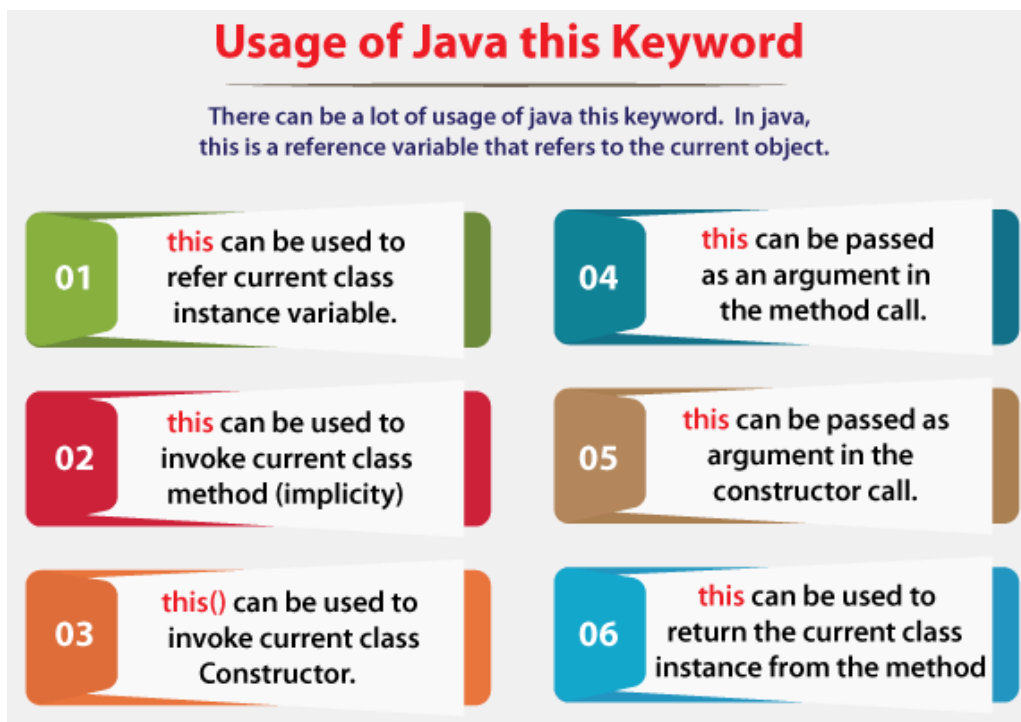 Usage of Java this Keyword
There can be a lot of usage of java this keyword. In java,
this is a reference variable that refers to the current object.
01
this can be used to
refer current class
instance variable.
02
this can be used to
invoke current class
method (implicity)
03
this() can be used to
invoke current class
Constructor.
04
this can be passed
as an argument in
the method call.
05
this can be passed as
argument in the
constructor call.
06
this can be used to
return the current class
instance from the method